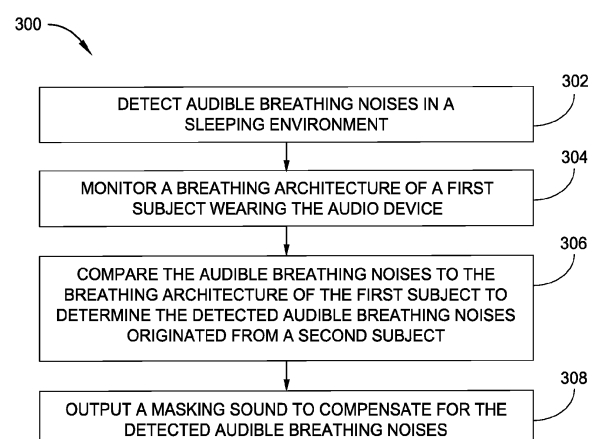 300
DETECT AUDIBLE BREATHING NOISES IN A
SLEEPING ENVIRONMENT
302
MONITOR A BREATHING ARCHITECTURE OF A FIRST
SUBJECT WEARING THE AUDIO DEVICE
304
COMPARE THE AUDIBLE BREATHING NOISES TO THE
BREATHING ARCHITECTURE OF THE FIRST SUBJECT TO
DETERMINE THE DETECTED AUDIBLE BREATHING NOISES
ORIGINATED FROM A SECOND SUBJECT
306
OUTPUT A MASKING SOUND TO COMPENSATE FOR THE
DETECTED AUDIBLE BREATHING NOISES
308